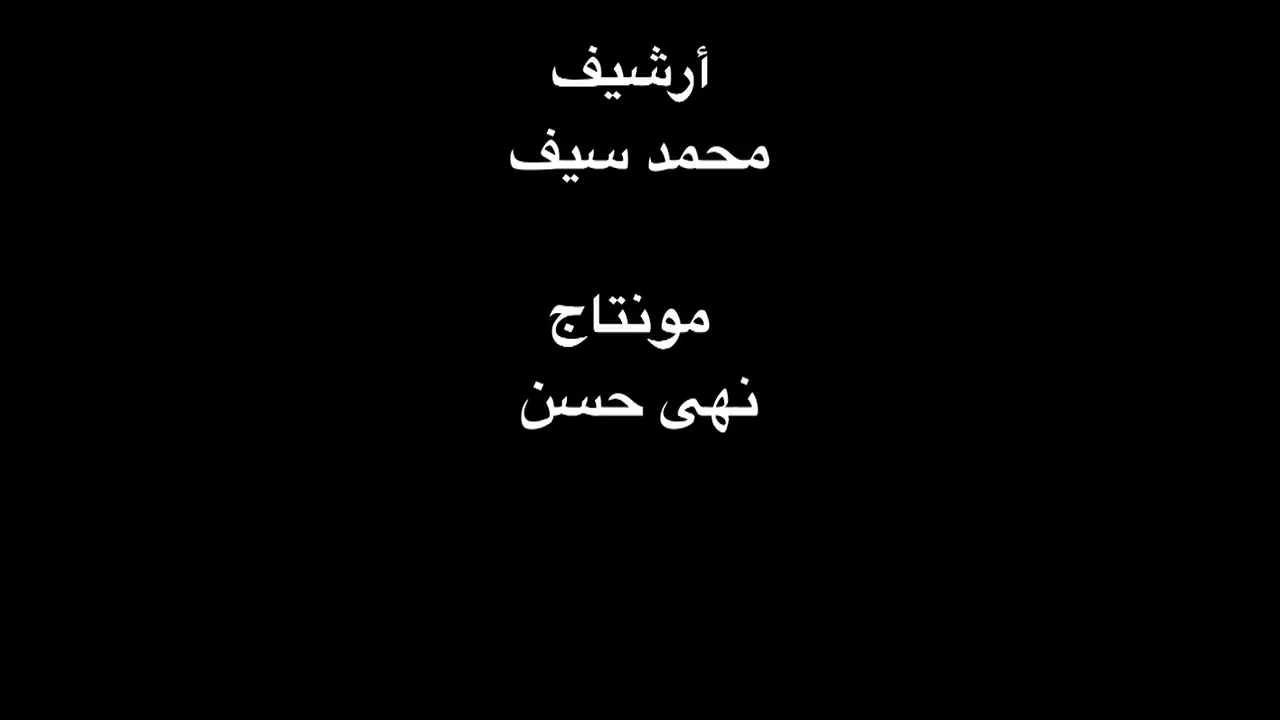 أرشيف
محمد سيف
مونتاج
نهى حسن